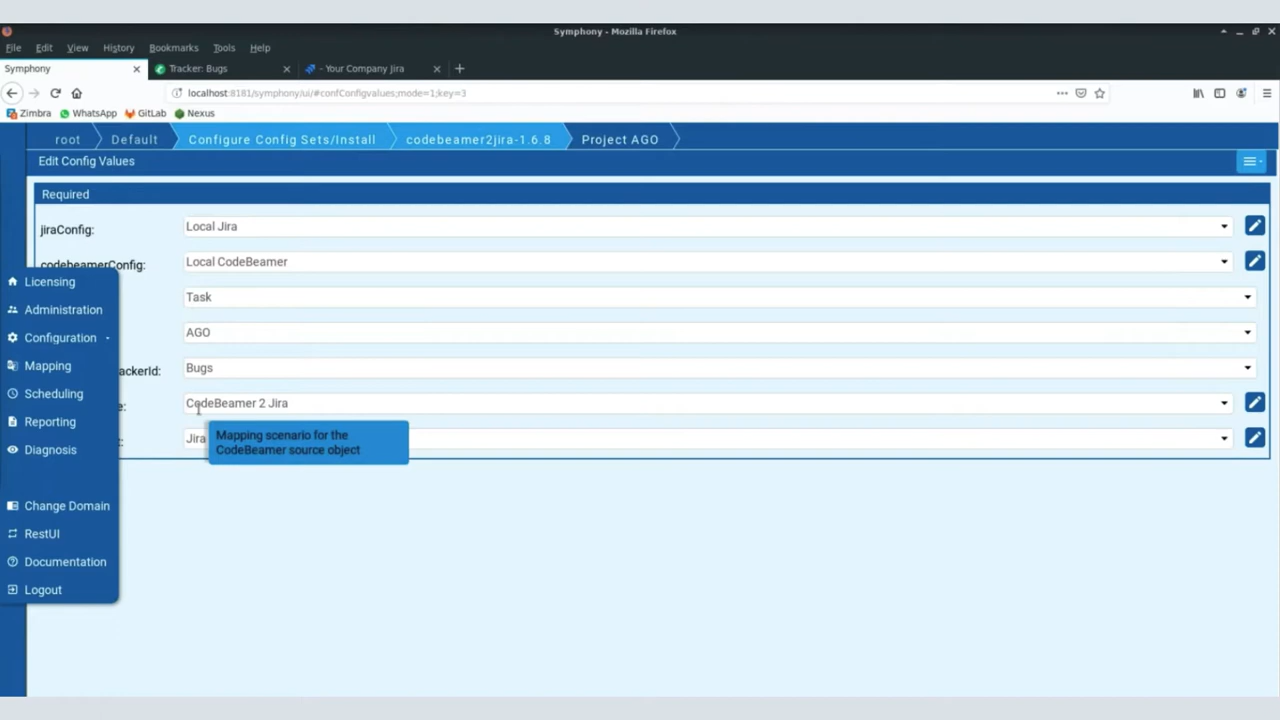 Symphony - Mozilla Firefox
File Edit View History Bookmarks Tools Help
Symphony Tracker: Bugs - Your Company Jira
localhost:8181/symphony/ui/#confConfigvalues;mode=1;key=3
Zimbra WhatsApp GitLab Nexus
root Default Configure Config Sets/Install codebeamer2jira-1.6.8 Project AGO
Edit Config Values
Required
jiraConfig: Local Jira
codebeamerConfig: Local CodeBeamer
Licensing
Task
Administration
AGO
Configuration
Mapping
ackerId: Bugs
Scheduling
e: CodeBeamer 2 Jira
Reporting
Jira
Mapping scenario for the
CodeBeamer source object
Diagnosis
Change Domain
RestUI
Documentation
Logout